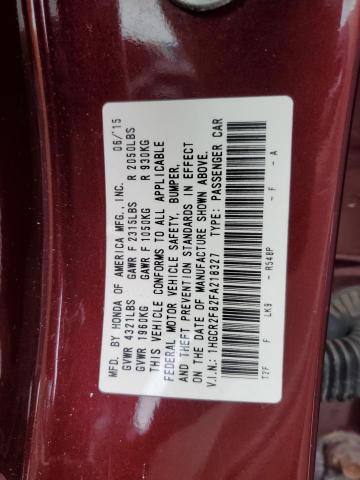 MFD. BY HONDA OF AMERICA MFG., INC. 06/'15
GVWR 4321LBS GAWR F 2315LBS R 2050LBS
GVWR 1960KG GAWR F 1050KG R 930KG
THIS VEHICLE CONFORMS TO ALL APPLICABLE
FEDERAL MOTOR VEHICLE SAFETY, BUMPER,
AND THEFT PREVENTION STANDARDS IN EFFECT
ON THE DATE OF MANUFACTURE SHOWN ABOVE.
V.I.N.: 1HGCR2F82FA218327 TYPE: PASSENGER CAR
T2F F LK9 - R548P - F - A